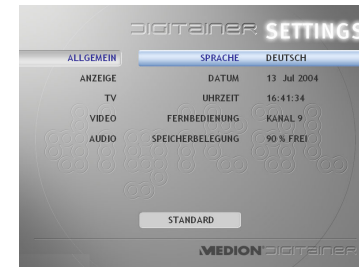 DIGITAINER SETTINGS
ALLGEMEIN SPRACHE DEUTSCH
ANZEIGE DATUM 13 Jul 2004
TV UHRZEIT 16:41:34
VIDEO FERNBEDIENUNG KANAL 9
AUDIO SPEICHERBELEGUNG 90 % FREI
STANDARD
MEDION DIGITAINER